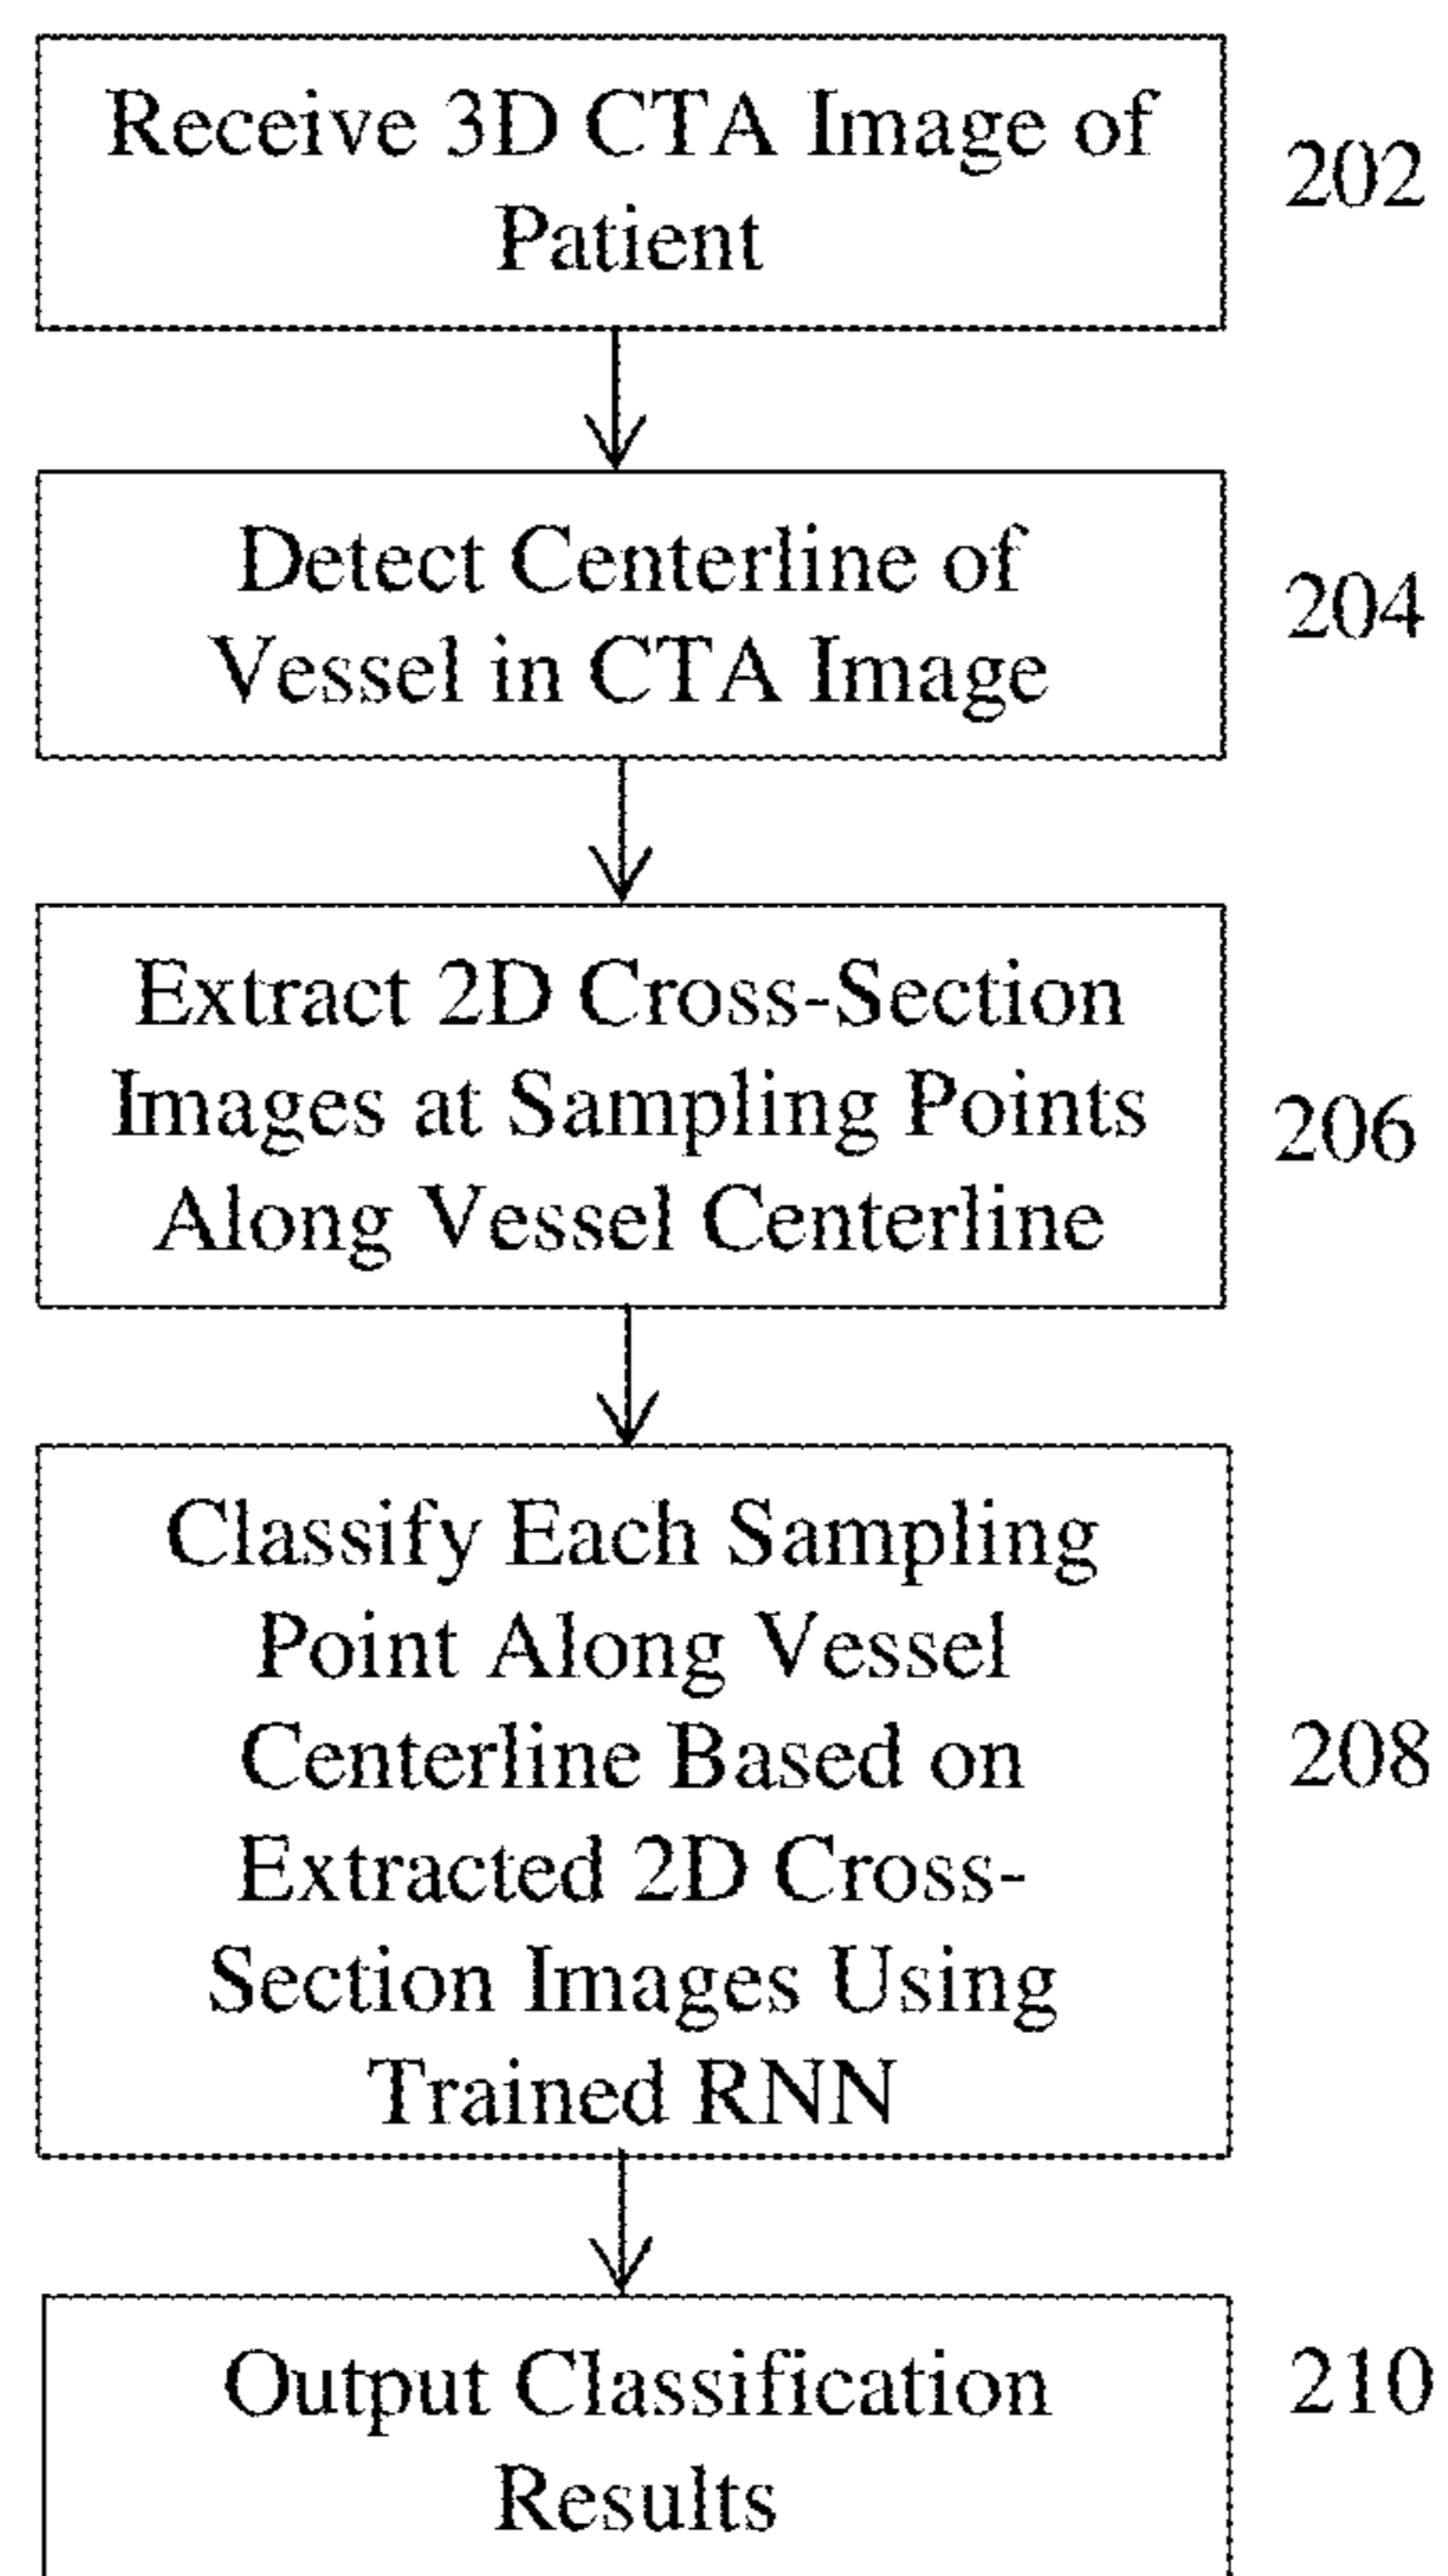 Receive 3D CTA Image of
Patient
202
Detect Centerline of
Vessel in CTA Image
204
Extract 2D Cross-Section
Images at Sampling Points
Along Vessel Centerline
206
Classify Each Sampling
Point Along Vessel
Centerline Based on
Extracted 2D Cross-
Section Images Using
Trained RNN
208
Output Classification
Results
210